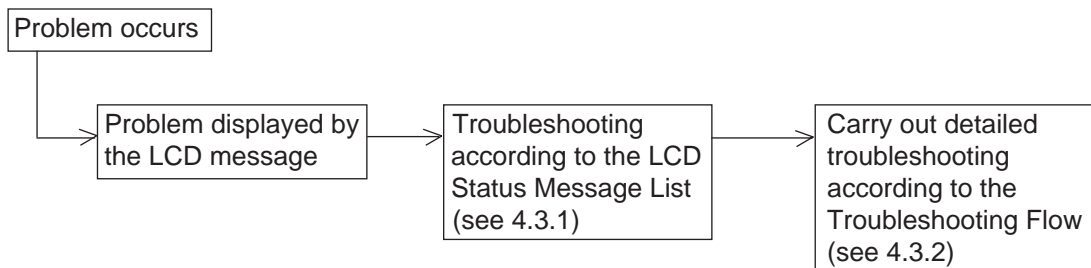 Problem occurs
Problem displayed by
the LCD message
Troubleshooting
according to the LCD
Status Message List
(see 4.3.1)
Carry out detailed
troubleshooting
according to the
Troubleshooting Flow
(see 4.3.2)